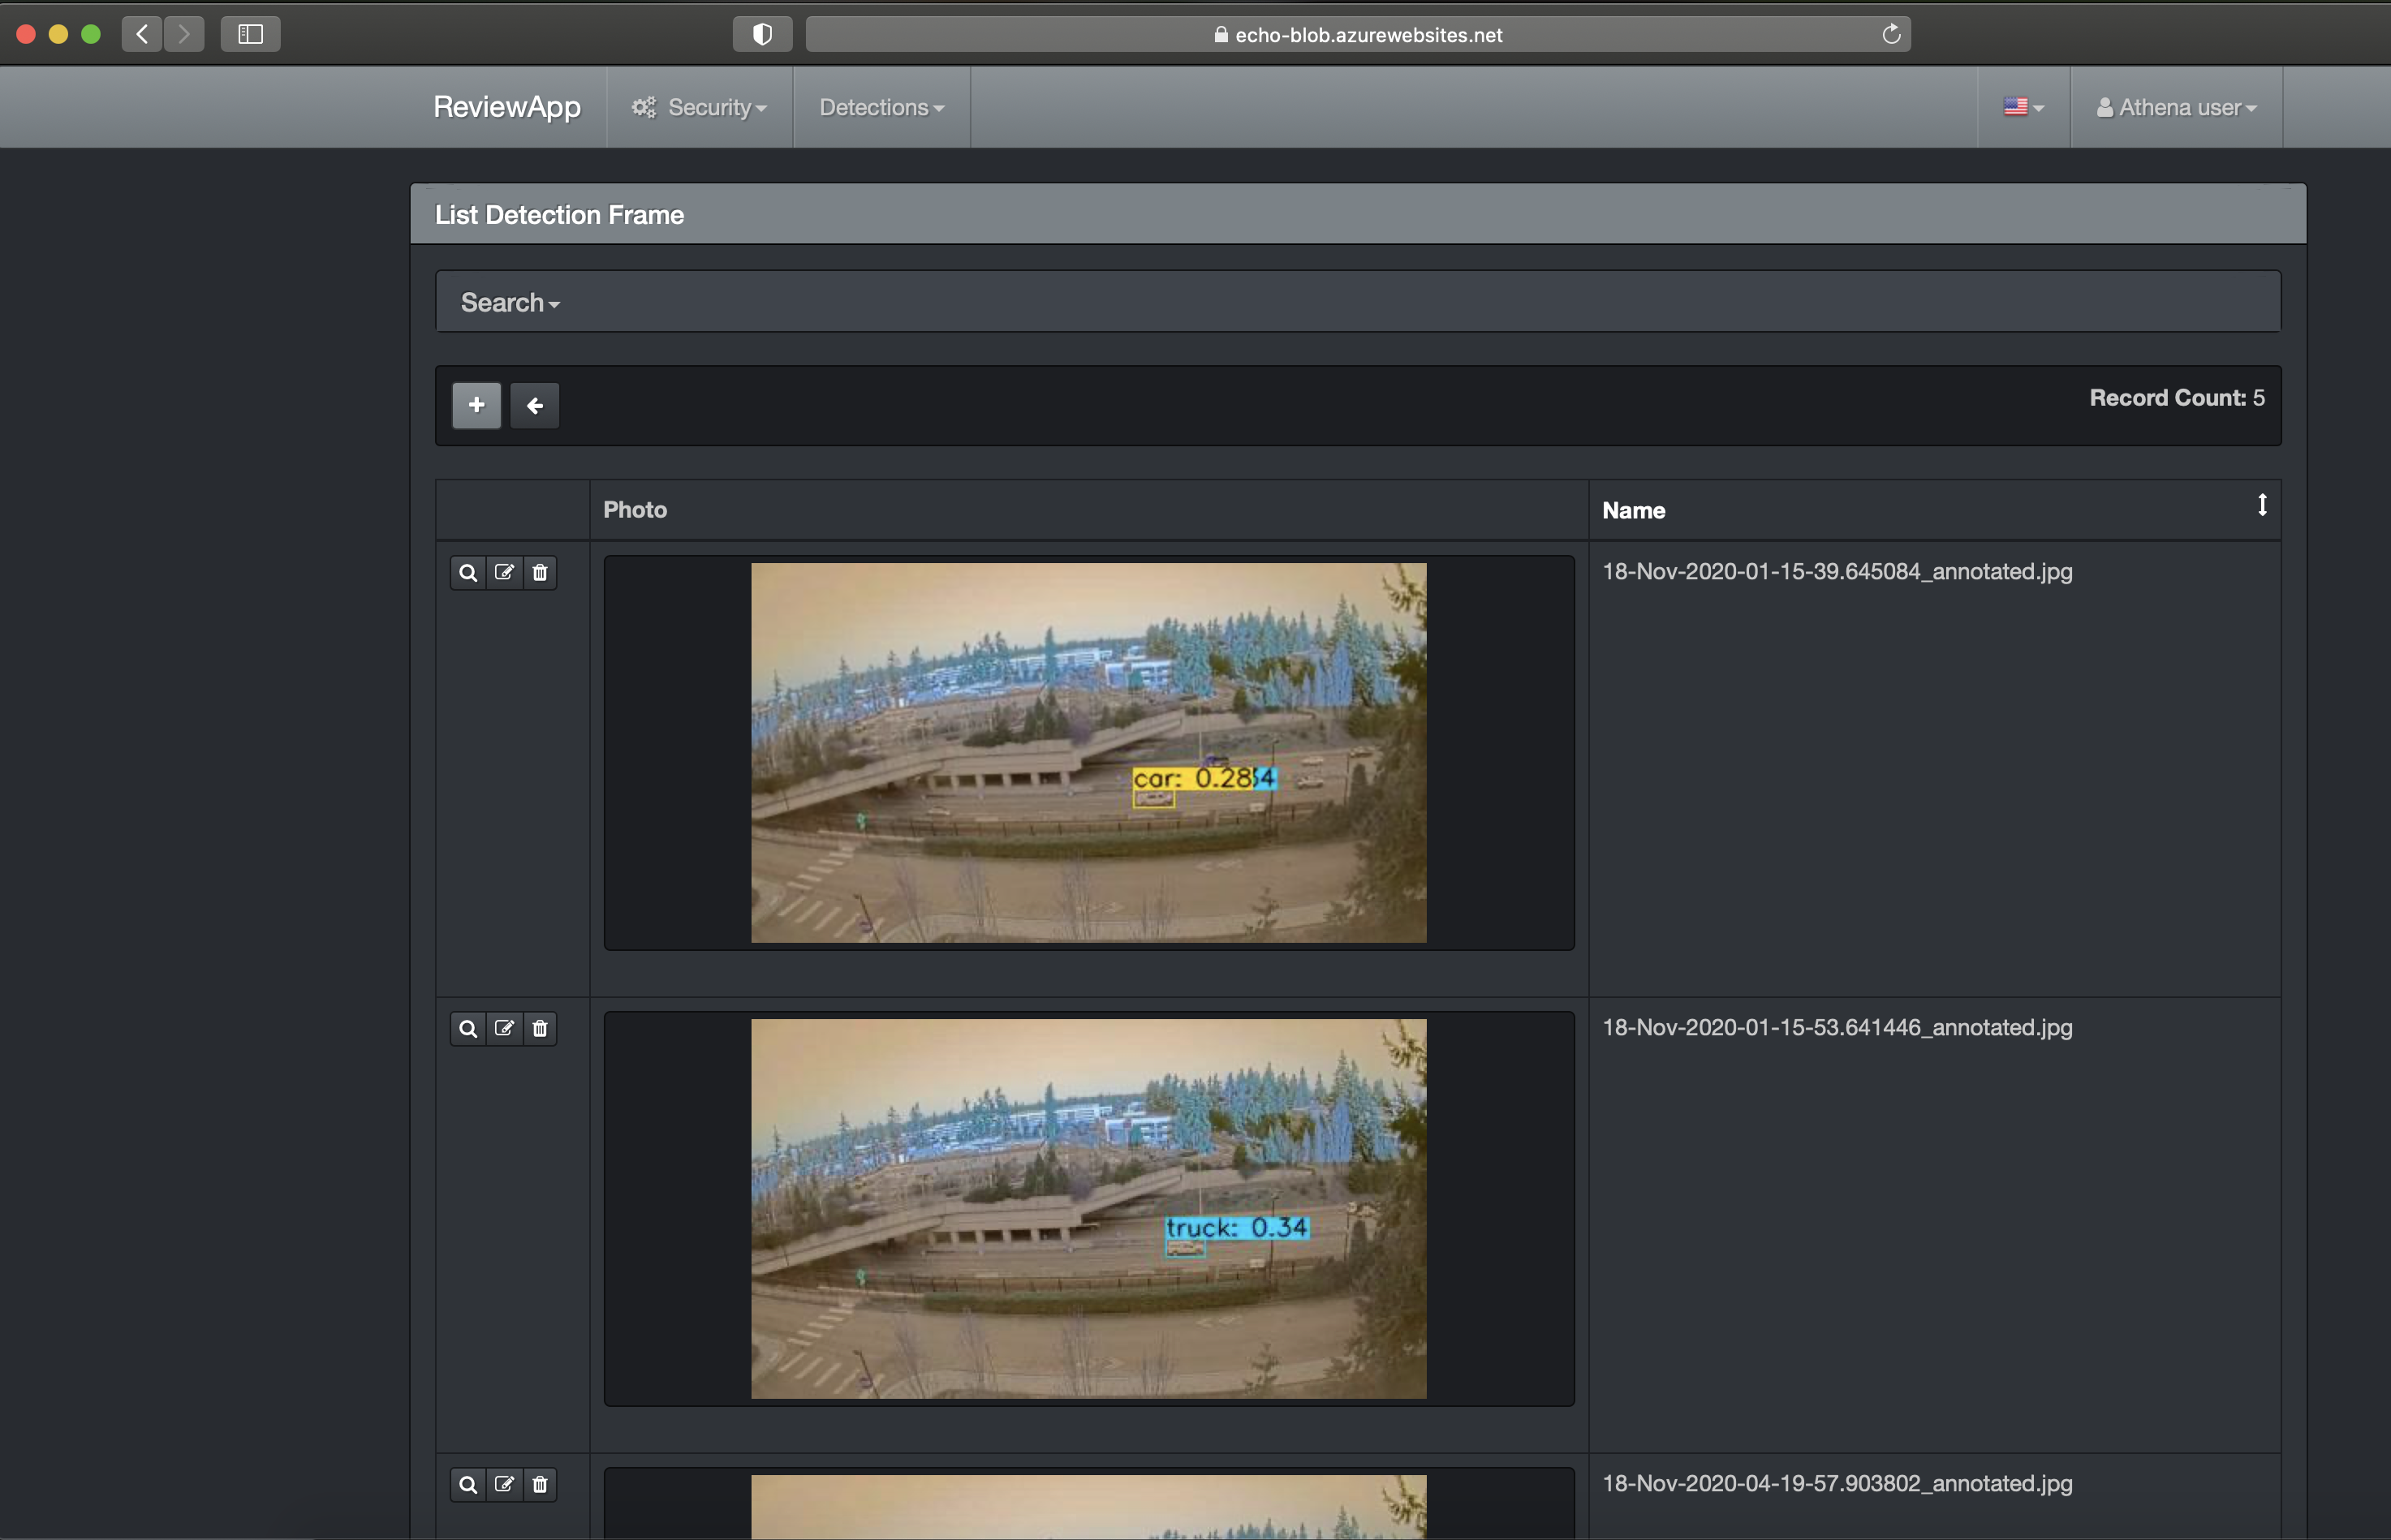 echo-blob.azurewebsites.net
ReviewApp Security Detections Athena user
List Detection Frame
Search
Record Count: 5
Photo Name
18-Nov-2020-01-15-39.645084_annotated.jpg
car: 0.28 4
18-Nov-2020-01-15-53.641446_annotated.jpg
truck: 0.34
18-Nov-2020-04-19-57.903802_annotated.jpg